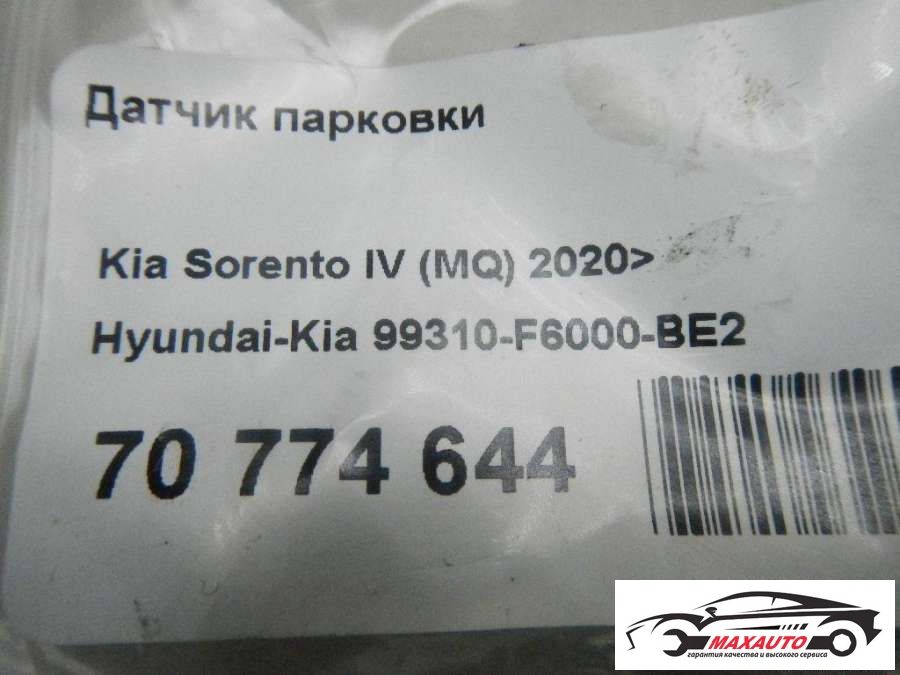 Датчик парковки
Kia Sorento IV (MQ) 2020>
Hyundai-Kia 99310-F6000-BE2
70 774 644
MAXAUTO
гарантия качества и высокого сервиса